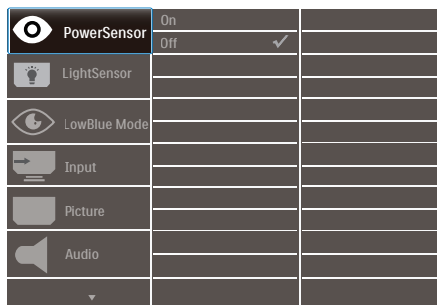 PowerSensor
On
Off
LightSensor
LowBlue Mode
Input
Picture
Audio